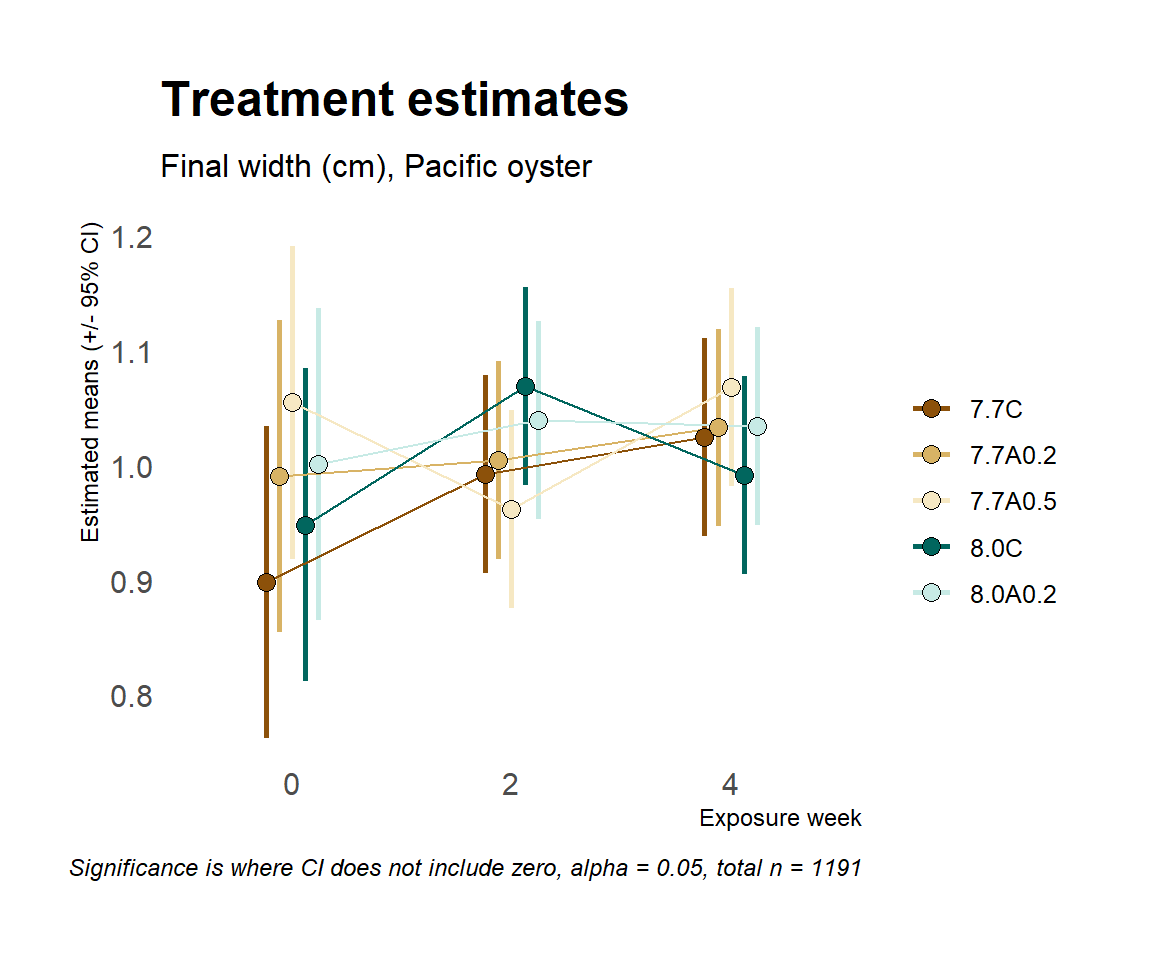 Treatment estimates
Final width (cm), Pacific oyster
Estimated means (+/- 95% CI)
1.2
1.1
1.0
0.9
0.8
0
2
4
Exposure week
7.7C
7.7A0.2
7.7A0.5
8.0C
8.0A0.2
Significance is where CI does not include zero, alpha = 0.05, total n = 1191